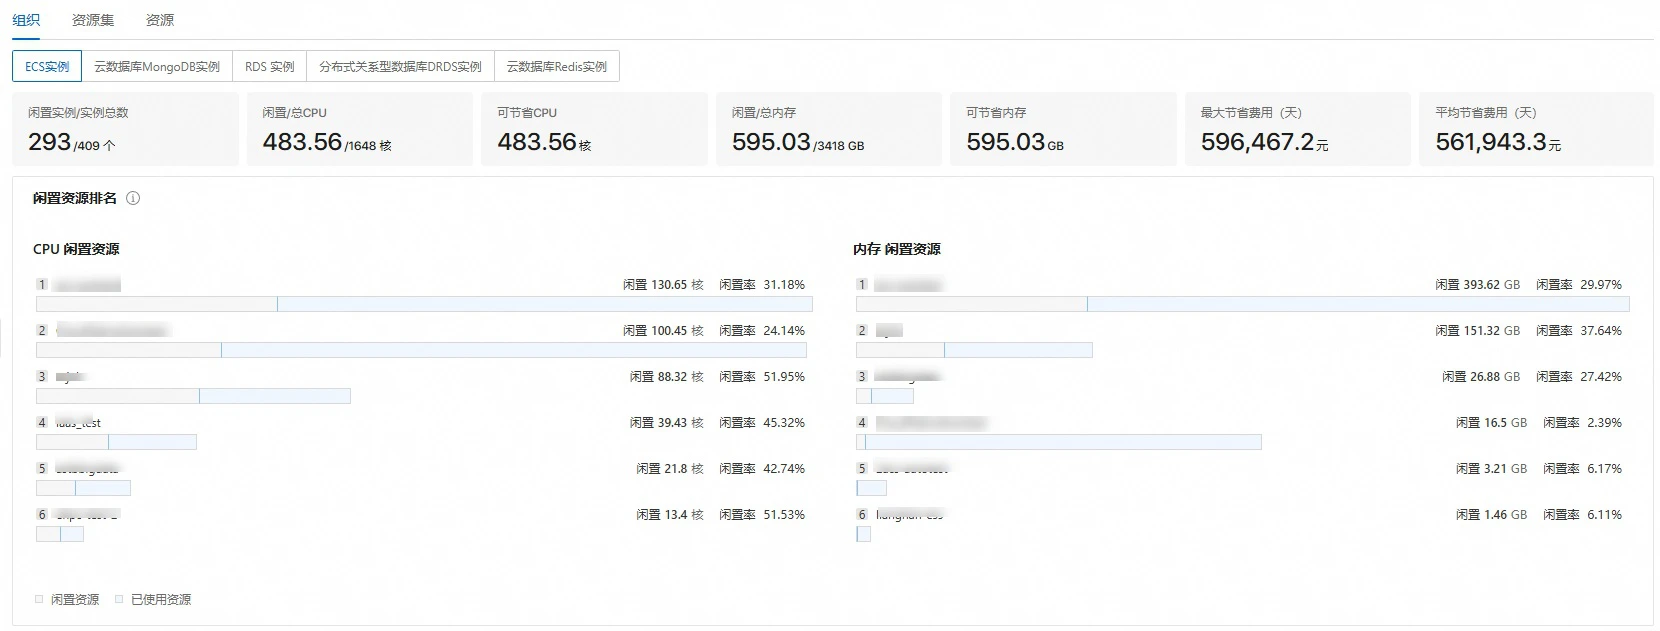 组织 资源集 资源
ECS实例 云数据库MongoDB实例 RDS 实例 分布式关系型数据库DRDS实例 云数据库Redis实例
闲置实例/实例总数 闲置/总CPU 可节省CPU 闲置/总内存 可节省内存 最大节省费用（天） 平均节省费用（天）
293/409 个 483.56/1648 核 483.56核 595.03/3418 GB 595.03GB 596,467.2元 561,943.3元
闲置资源排名
CPU 闲置资源
1 闲置 130.65 核 闲置率 31.18%
2 闲置 100.45 核 闲置率 24.14%
3 闲置 88.32 核 闲置率 51.95%
4 闲置 39.43 核 闲置率 45.32%
5 闲置 21.8 核 闲置率 42.74%
6 闲置 13.4 核 闲置率 51.53%
内存 闲置资源
1 闲置 393.62 GB 闲置率 29.97%
2 闲置 151.32 GB 闲置率 37.64%
3 闲置 26.88 GB 闲置率 27.42%
4 闲置 16.5 GB 闲置率 2.39%
5 闲置 3.21 GB 闲置率 6.17%
6 闲置 1.46 GB 闲置率 6.11%
闲置资源 已使用资源